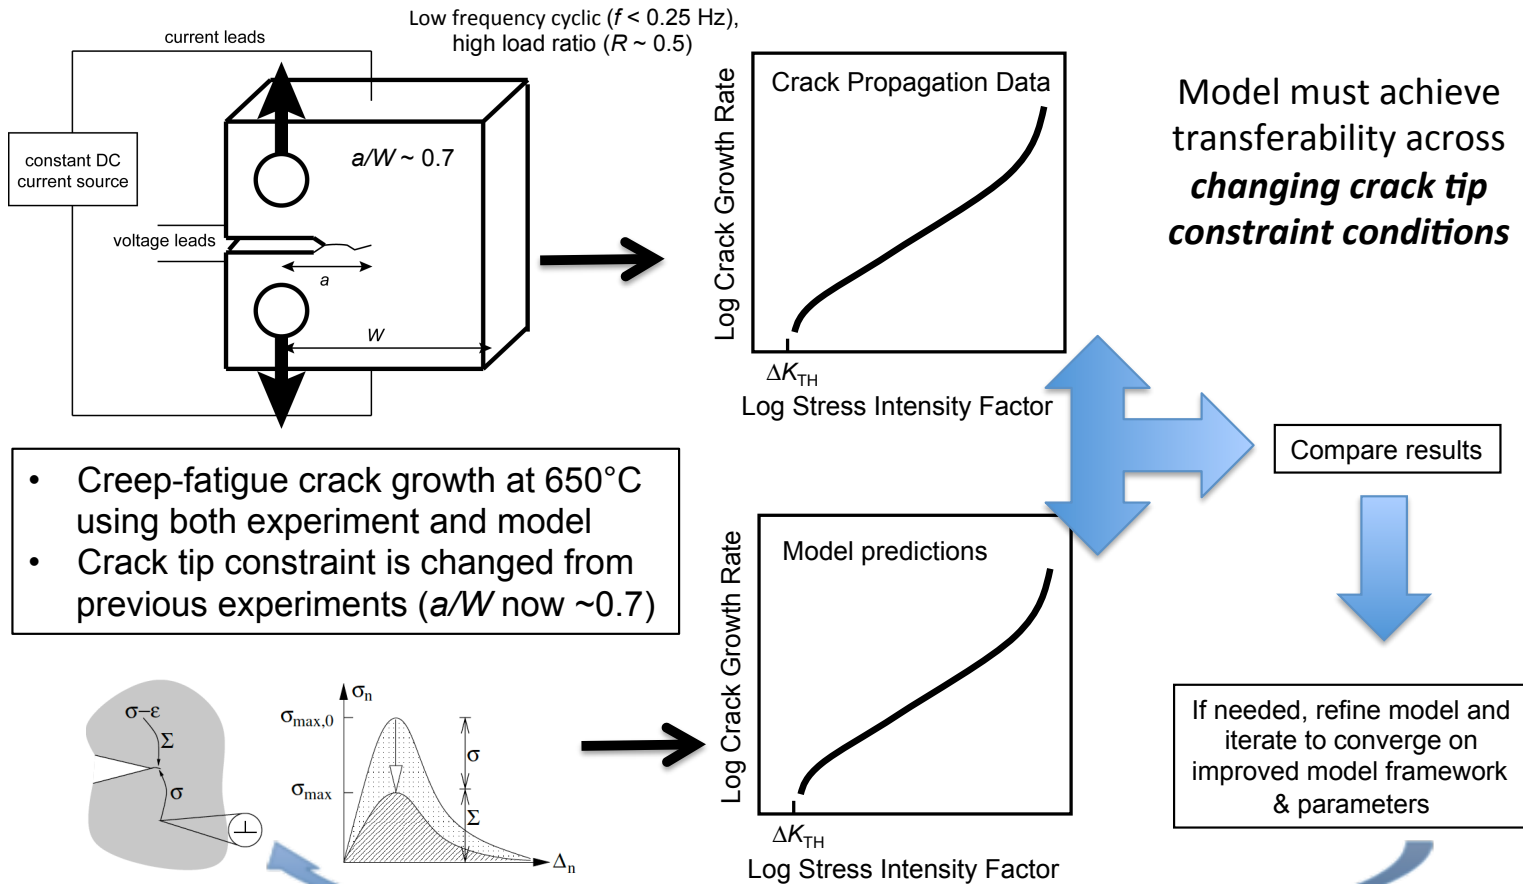 Low frequency cyclic (f < 0.25 Hz),
high load ratio (R ~ 0.5)
current leads
constant DC
current source
voltage leads
a/W ~ 0.7
a
W
Crack Propagation Data
Log Crack Growth Rate
ΔK_TH
Log Stress Intensity Factor
Model must achieve
transferability across
changing crack tip
constraint conditions
• Creep-fatigue crack growth at 650°C
using both experiment and model
• Crack tip constraint is changed from
previous experiments (a/W now ~0.7)
Compare results
Model predictions
Log Crack Growth Rate
ΔK_TH
Log Stress Intensity Factor
If needed, refine model and
iterate to converge on
improved model framework
& parameters
σ–ε
Σ
σ
⊥
σn
σmax,0
σmax
σ
Σ
Δn